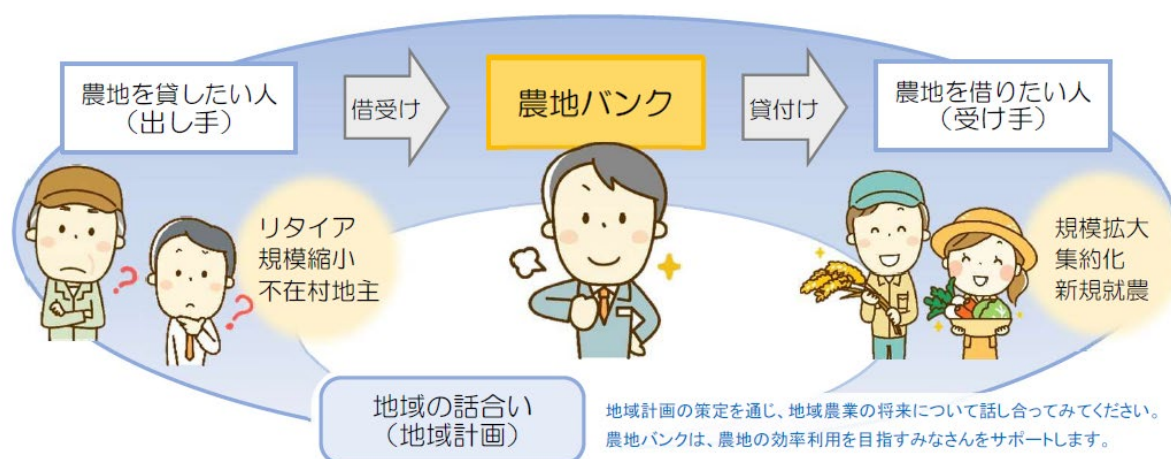 農地を貸したい人
（出し手）
借受け
農地バンク
貸付け
農地を借りたい人
（受け手）
リタイア
規模縮小
不在村地主
規模拡大
集約化
新規就農
地域の話合い
（地域計画）
地域計画の策定を通じ、地域農業の将来について話し合ってみてください。
農地バンクは、農地の効率利用を目指すみなさんをサポートします。